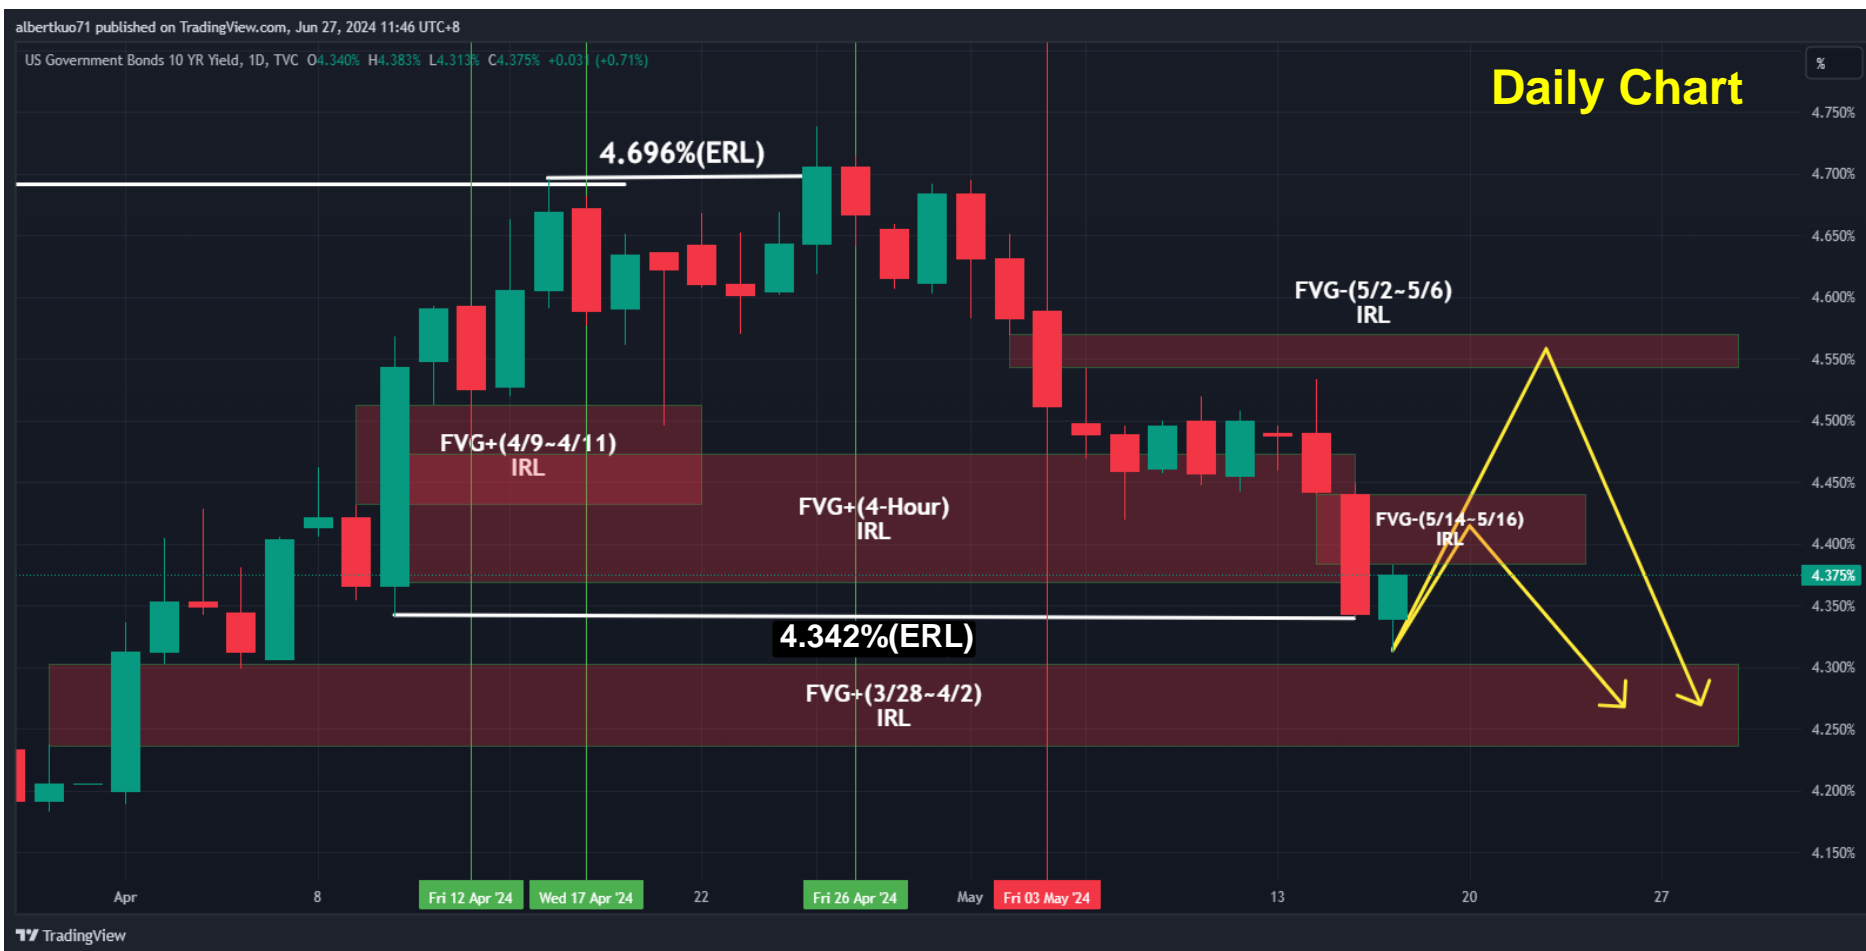 albertkuo71 published on TradingView.com, Jun 27, 2024 11:46 UTC+8
US Government Bonds 10 YR Yield, 1D, TVC O4.340% H4.383% L4.313% C4.375% +0.031 (+0.71%)
%
Daily Chart
4.750%
4.696%(ERL)
4.700%
4.650%
FVG-(5/2~5/6)
IRL
4.600%
4.550%
4.500%
FVG+(4/9~4/11)
IRL
4.450%
FVG+(4-Hour)
IRL
FVG-(5/14~5/16)
IRL
4.400%
4.375%
4.350%
4.342%(ERL)
4.300%
FVG+(3/28~4/2)
IRL
4.250%
4.200%
4.150%
Apr 8 Fri 12 Apr '24 Wed 17 Apr '24 22 Fri 26 Apr '24 May Fri 03 May '24 13 20 27
TradingView